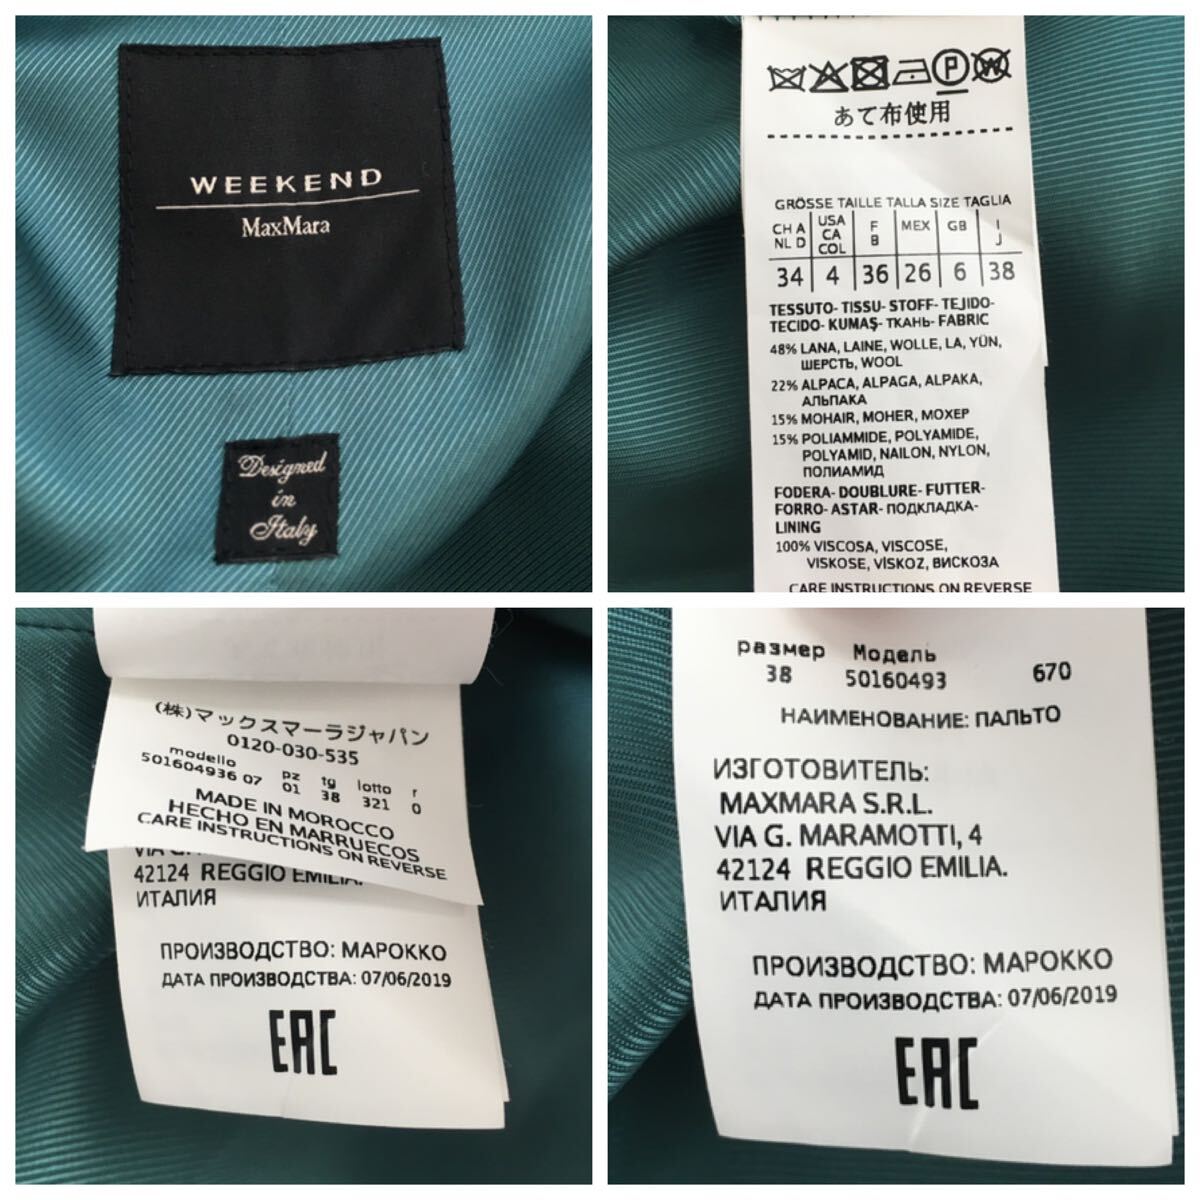 WEEKEND
MaxMara
Designed
in
Italy
あて布使用
GRÖSSE TAILLE TALLA SIZE TAGLIA
CH A NL D
USA CA COL
F B
MEX
GB
I J
34 4 36 26 6 38
TESSUTO- TISSU- STOFF- TEJIDO-
TECIDO- KUMAŞ- ТКАНЬ- FABRIC
48% LANA, LAINE, WOLLE, LA, YÜN,
ШЕРСТЬ, WOOL
22% ALPACA, ALPAGA, ALPAKA,
АЛЬПАКА
15% MOHAIR, MOHER, МОХЕР
15% POLIAMMIDE, POLYAMIDE,
POLYAMID, NAILON, NYLON,
ПОЛИАМИД
FODERA- DOUBLURE- FUTTER-
FORRO- ASTAR- ПОДКЛАДКА-
LINING
100% VISCOSA, VISCOSE,
VISKOSE, VİSKOZ, ВИСКОЗА
CARE INSTRUCTIONS ON REVERSE
(株)マックスマーラジャパン
0120-030-535
modello pz tg lotto r
501604936 07 01 38 321 0
MADE IN MOROCCO
HECHO EN MARRUECOS
CARE INSTRUCTIONS ON REVERSE
42124 REGGIO EMILIA.
ИТАЛИЯ
ПРОИЗВОДСТВО: МАРОККО
ДАТА ПРОИЗВОДСТВА: 07/06/2019
EAC
размер Модель
38 50160493 670
НАИМЕНОВАНИЕ: ПАЛЬТО
ИЗГОТОВИТЕЛЬ:
MAXMARA S.R.L.
VIA G. MARAMOTTI, 4
42124 REGGIO EMILIA.
ИТАЛИЯ
ПРОИЗВОДСТВО: МАРОККО
ДАТА ПРОИЗВОДСТВА: 07/06/2019
EAC